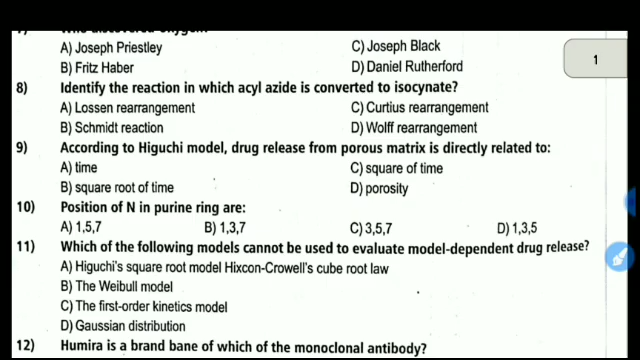 7) Who discovered oxygen?
A) Joseph Priestley C) Joseph Black
B) Fritz Haber D) Daniel Rutherford
1
8) Identify the reaction in which acyl azide is converted to isocynate?
A) Lossen rearrangement C) Curtius rearrangement
B) Schmidt reaction D) Wolff rearrangement
9) According to Higuchi model, drug release from porous matrix is directly related to:
A) time C) square of time
B) square root of time D) porosity
10) Position of N in purine ring are:
A) 1,5,7 B) 1,3,7 C) 3,5,7 D) 1,3,5
11) Which of the following models cannot be used to evaluate model-dependent drug release?
A) Higuchi's square root model Hixcon-Crowell's cube root law
B) The Weibull model
C) The first-order kinetics model
D) Gaussian distribution
12) Humira is a brand bane of which of the monoclonal antibody?